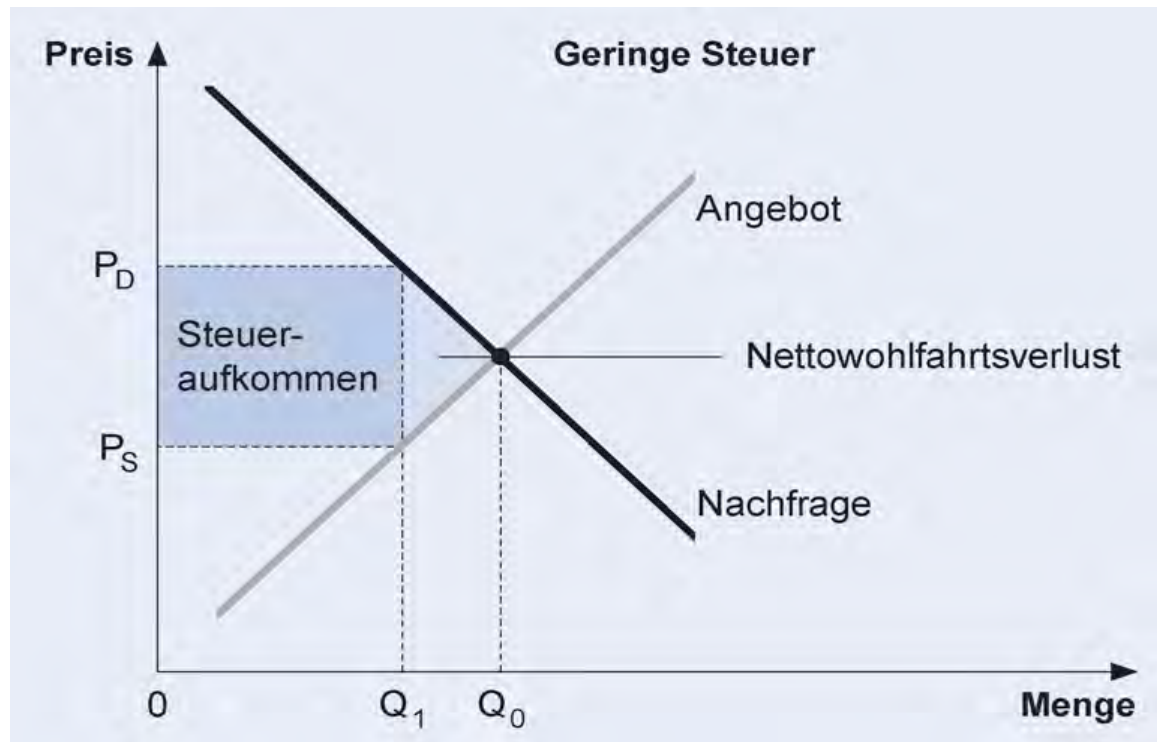 Preis
Geringe Steuer
Angebot
P_D
Steuer-
aufkommen
Nettowohlfahrtsverlust
P_S
Nachfrage
0
Q_1
Q_0
Menge